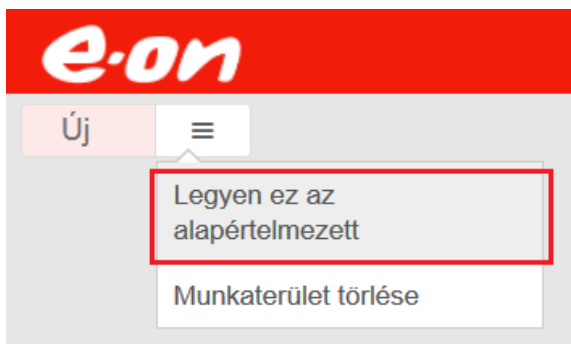 e·on
Új
Legyen ez az
alapértelmezett
Munkaterület törlése